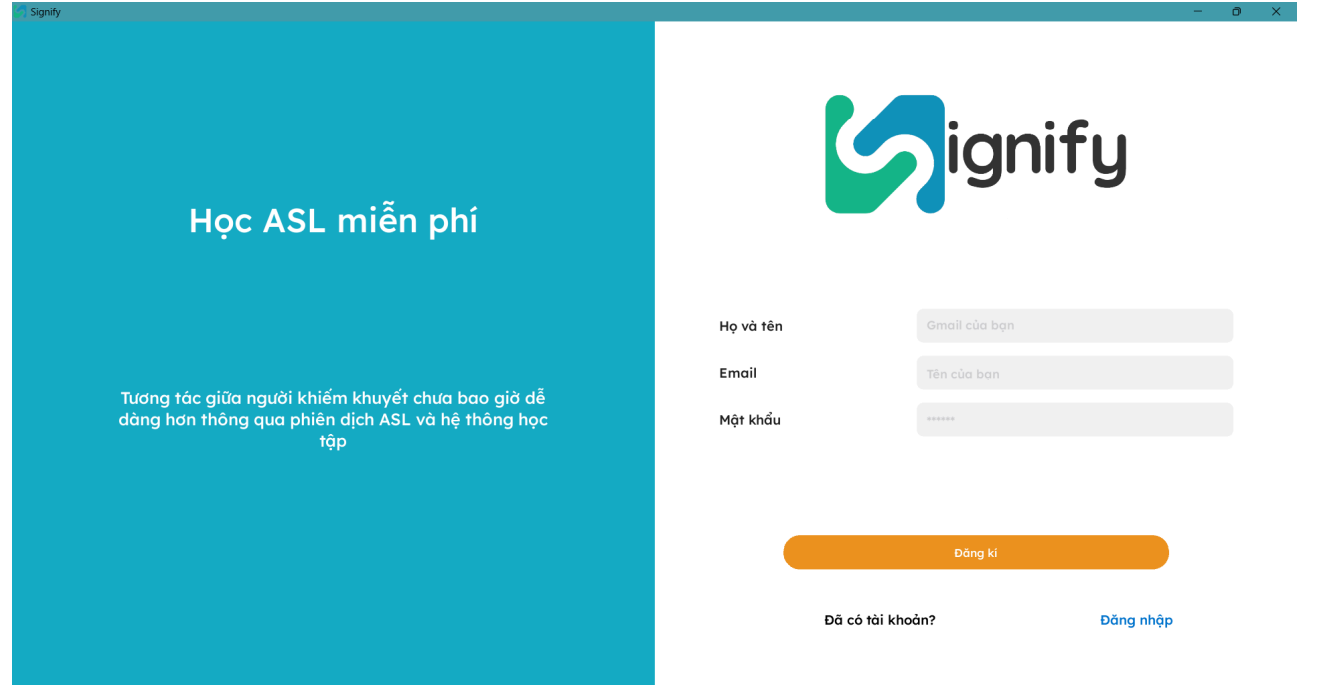 Signify
Học ASL miễn phí
Tương tác giữa người khiếm khuyết chưa bao giờ dễ
dàng hơn thông qua phiên dịch ASL và hệ thông học
tập
Signify
Họ và tên
Gmail của bạn
Email
Tên của bạn
Mật khẩu
******
Đăng kí
Đã có tài khoản?
Đăng nhập